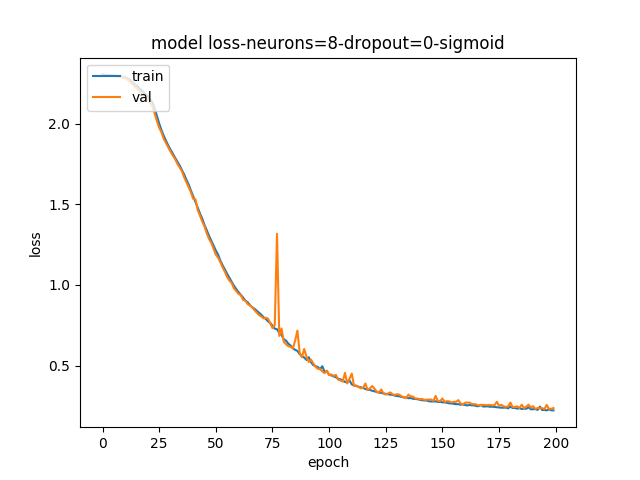 model loss-neurons=8-dropout=0-sigmoid
train
val
2.0
1.5
1.0
0.5
loss
0 25 50 75 100 125 150 175 200
epoch